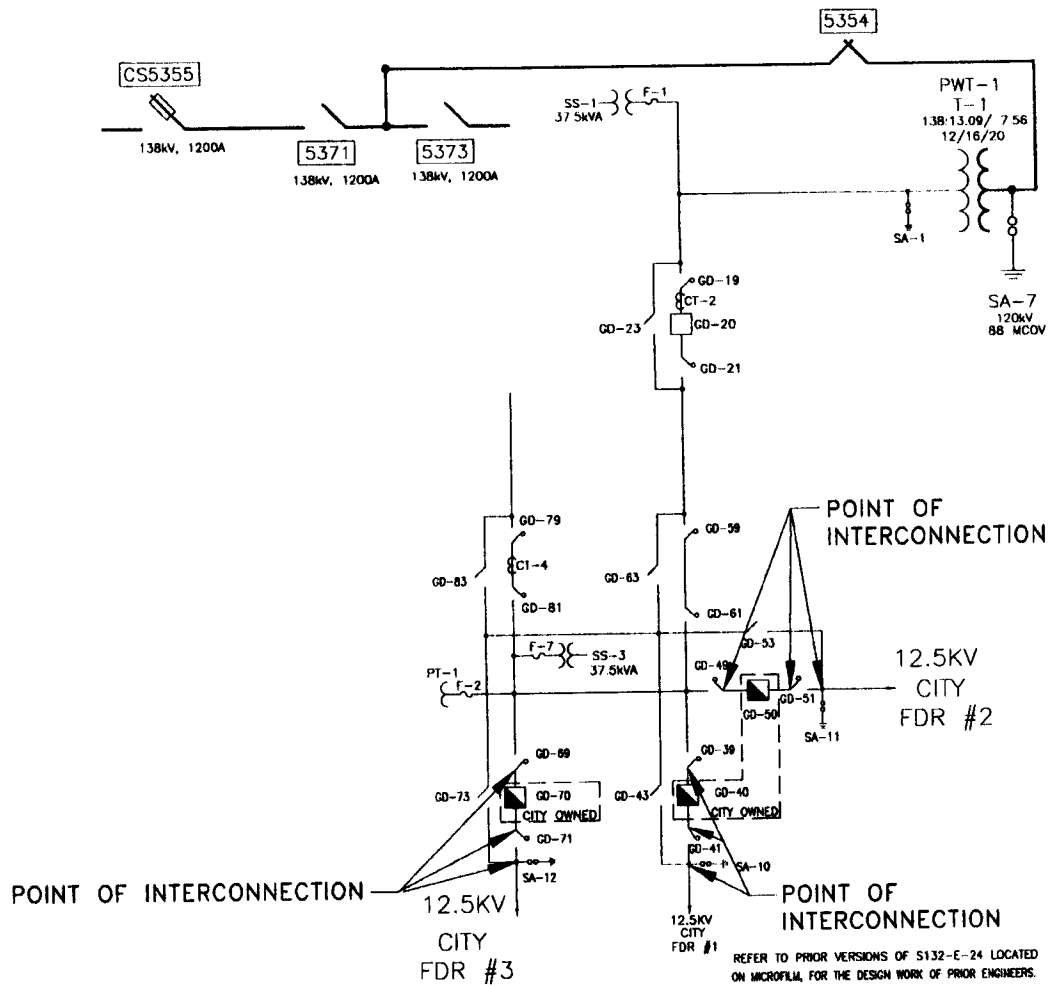 5354
CS5355
138kV, 1200A
5371
138kV, 1200A
5373
138kV, 1200A
SS-1
37.5kVA
F-1
PWT-1
T-1
138:13.09/ 7.56
12/16/20
SA-1
SA-7
120kV
88 MCOV
GD-19
CT-2
GD-23
GD-20
GD-21
POINT OF
INTERCONNECTION
GD-79
GD-59
GD-83
CT-4
GD-63
GD-81
GD-61
GD-53
F-7
SS-3
37.5kVA
PT-1
F-2
GD-49
GD-50
GD-51
12.5KV
CITY
FDR #2
SA-11
GD-69
GD-39
GD-73
GD-70
CITY OWNED
GD-43
GD-40
CITY OWNED
GD-71
GD-41
SA-12
SA-10
POINT OF INTERCONNECTION
12.5KV
CITY
FDR #3
12.5KV
CITY
FDR #1
POINT OF
INTERCONNECTION
REFER TO PRIOR VERSIONS OF S132-E-24 LOCATED
ON MICROFILM, FOR THE DESIGN WORK OF PRIOR ENGINEERS.